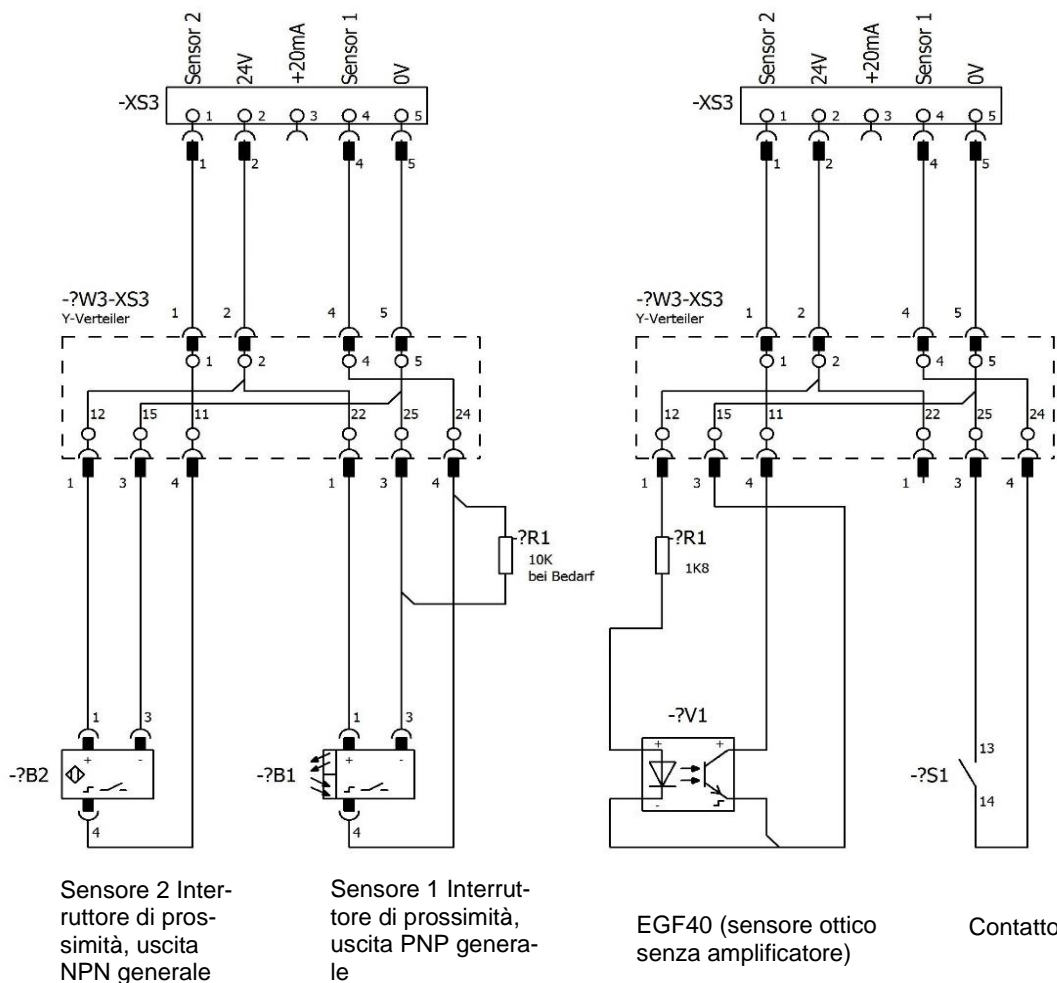 Sensor 2
24V
+20mA
Sensor 1
0V
-XS3
1 2 3 4 5
1 2 4 5
-?W3-XS3
Y-Verteiler
1 2 4 5
1 2 4 5
12 15 11 22 25 24
1 3 4 1 3 4
-?R1
10K
bei Bedarf
1 3
-?B2
+ -
4
1 3
-?B1
+ -
4
Sensore 2 Inter-
ruttore di pros-
simità, uscita
NPN generale
Sensore 1 Interrut-
tore di prossimità,
uscita PNP genera-
le
Sensor 2
24V
+20mA
Sensor 1
0V
-XS3
1 2 3 4 5
1 2 4 5
-?W3-XS3
Y-Verteiler
1 2 4 5
1 2 4 5
12 15 11 22 25 24
1 3 4 1 3 4
-?R1
1K8
-?V1
+ +
-
13
-?S1
14
EGF40 (sensore ottico
senza amplificatore)
Contatto